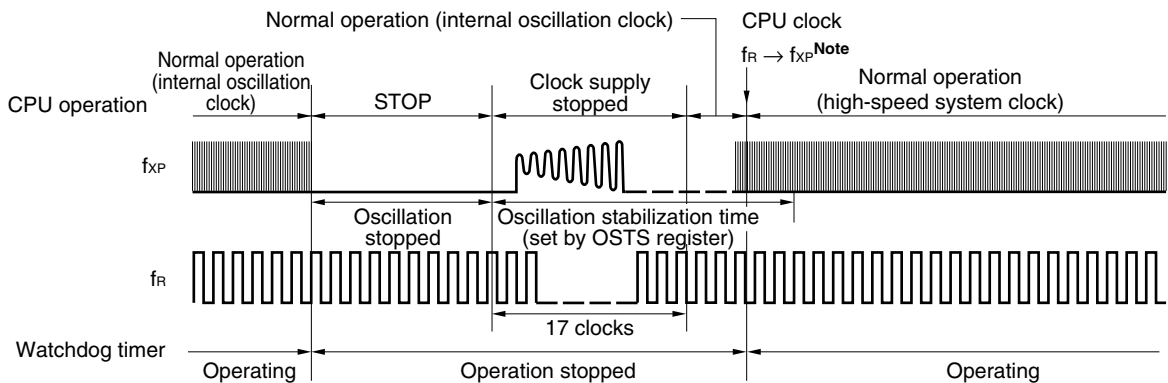 Normal operation (internal oscillation clock)
CPU clock
fR → fXP Note
Normal operation
(internal oscillation
clock)
Clock supply
stopped
Normal operation
(high-speed system clock)
CPU operation
STOP
fXP
Oscillation
stopped
Oscillation stabilization time
(set by OSTS register)
fR
17 clocks
Watchdog timer
Operating
Operation stopped
Operating